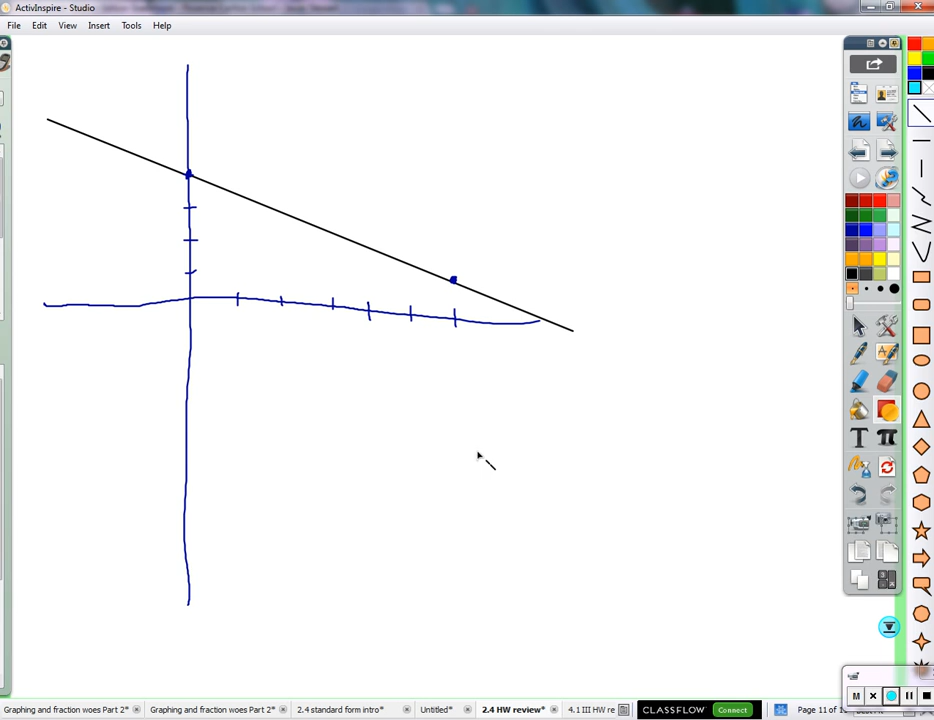 ActivInspire - Studio
File Edit View Insert Tools Help
T π
M
Graphing and fraction woes Part 2* Graphing and fraction woes Part 2* 2.4 standard form intro* Untitled* 2.4 HW review* 4.1 III HW re CLASSFLOW Connect Page 11 of 1